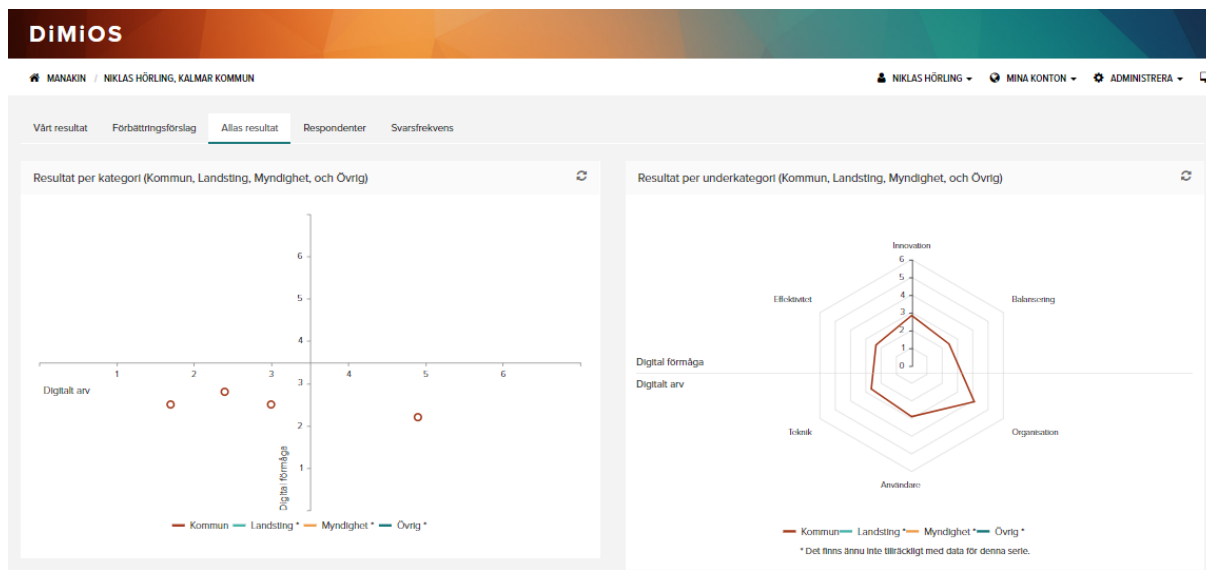 DiMiOS
MANAKIN / NIKLAS HÖRLING, KALMAR KOMMUN
NIKLAS HÖRLING MINA KONTON ADMINISTRERA
Vårt resultat Förbättringsförslag Allas resultat Respondenter Svarsfrekvens
Resultat per kategori (Kommun, Landsting, Myndighet, och Övrig)
6
5
4
1 2 3 4 5 6
Digitalt arv
3
2
1
Digital förmåga
Kommun Landsting * Myndighet * Övrig *
Resultat per underkategori (Kommun, Landsting, Myndighet, och Övrig)
Innovation
6
5
Effektivitet 4 Balansering
3
2
1
Digital förmåga
0
Digitalt arv
Teknik Organisation
Användare
Kommun Landsting * Myndighet * Övrig *
* Det finns ännu inte tillräckligt med data för denna serie.